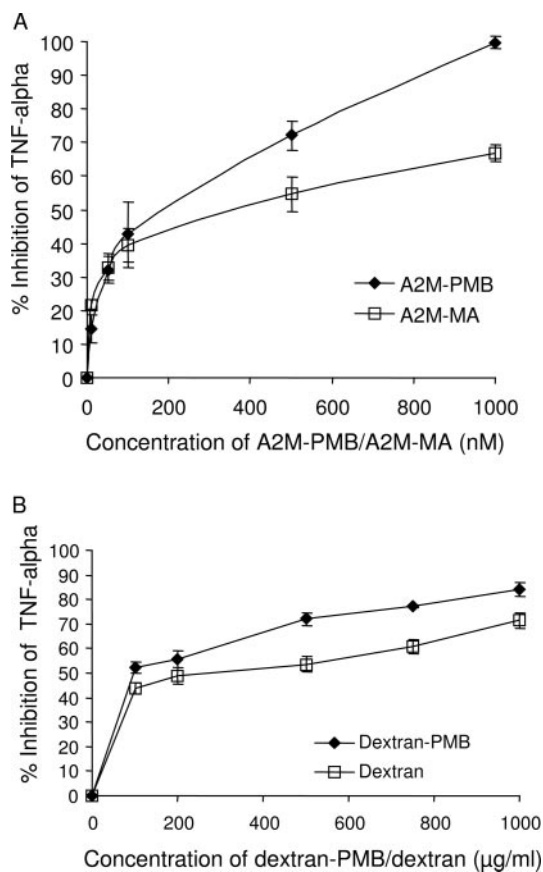 A
% Inhibition of TNF-alpha
100
90
80
70
60
50
40
30
20
10
0
A2M-PMB
A2M-MA
0 200 400 600 800 1000
Concentration of A2M-PMB/A2M-MA (nM)
B
% Inhibition of TNF-alpha
100
90
80
70
60
50
40
30
20
10
0
Dextran-PMB
Dextran
0 200 400 600 800 1000
Concentration of dextran-PMB/dextran (µg/ml)